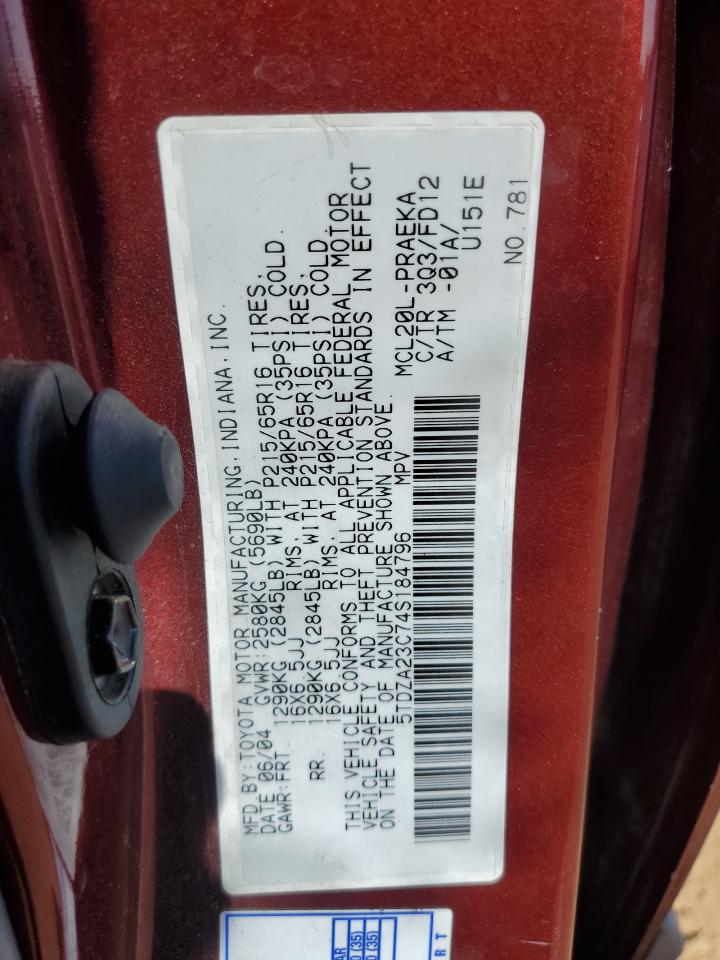 MFD.BY:TOYOTA MOTOR MANUFACTURING,INDIANA,INC.
DATE 06/04 GVWR:2580KG (5690LB)
GAWR:FRT. 1290KG (2845LB) WITH P215/65R16 TIRES,
16X6.5JJ RIMS, AT 240KPA (35PSI) COLD.
RR. 1290KG (2845LB) WITH P215/65R16 TIRES,
16X6.5JJ RIMS, AT 240KPA (35PSI) COLD.
THIS VEHICLE CONFORMS TO ALL APPLICABLE FEDERAL MOTOR
VEHICLE SAFETY AND THEFT PREVENTION STANDARDS IN EFFECT
ON THE DATE OF MANUFACTURE SHOWN ABOVE.
5TDZA23C74S184796 MPV
MCL20L-PRAEKA
C/TR 3Q3/FD12
A/TM -01A/
U151E
NO.781